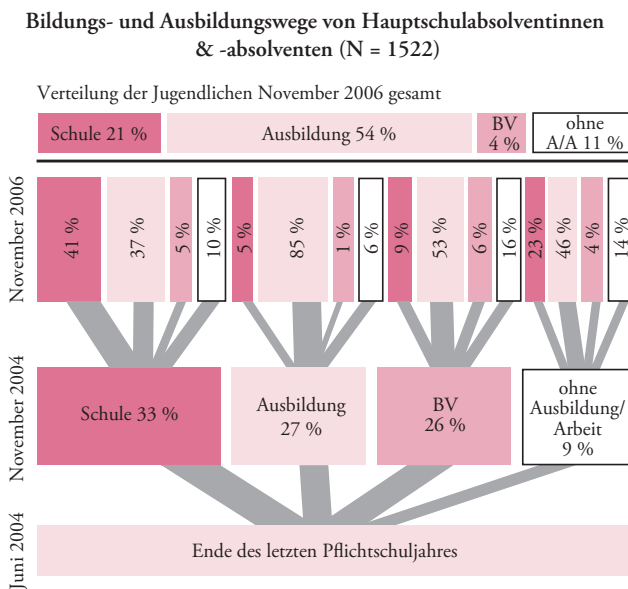 Bildungs- und Ausbildungswege von Hauptschulabsolventinnen
& -absolventen (N = 1522)
Verteilung der Jugendlichen November 2006 gesamt
Schule 21 %
Ausbildung 54 %
BV
4 %
ohne
A/A 11 %
November 2006
41 %
37 %
5 %
10 %
5 %
85 %
1 %
6 %
9 %
53 %
6 %
16 %
23 %
46 %
4 %
14 %
November 2004
Schule 33 %
Ausbildung
27 %
BV
26 %
ohne
Ausbildung/
Arbeit
9 %
Juni 2004
Ende des letzten Pflichtschuljahres